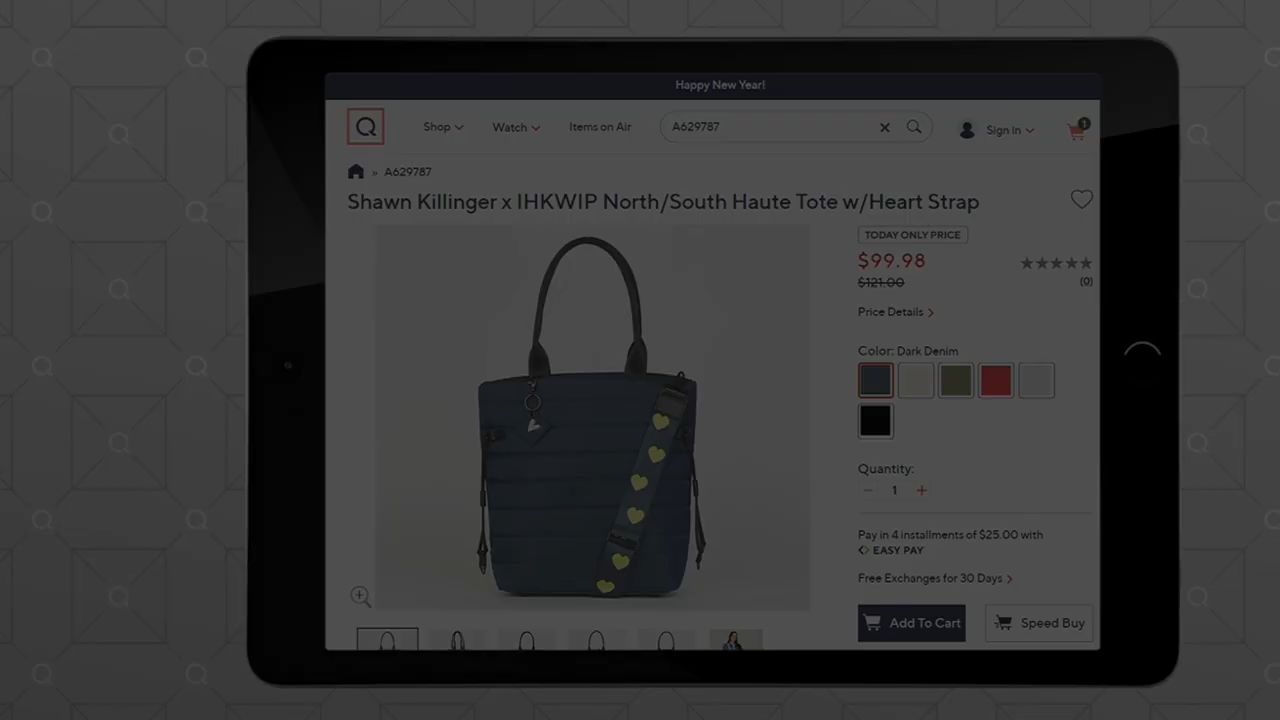 Happy New Year!
Q
Shop
Watch
Items on Air
A629787
Sign In
1
» A629787
Shawn Killinger x IHKWIP North/South Haute Tote w/Heart Strap
TODAY ONLY PRICE
$99.98
$121.00
(0)
Price Details
Color: Dark Denim
Quantity:
1
Pay in 4 installments of $25.00 with
EASY PAY
Free Exchanges for 30 Days
Add To Cart
Speed Buy